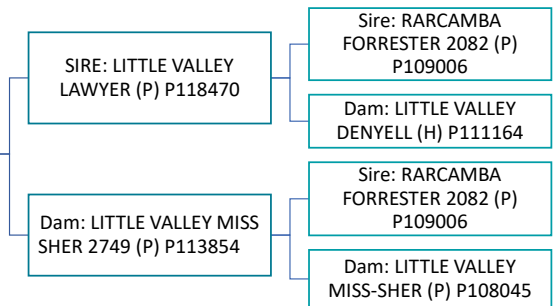 SIRE: LITTLE VALLEY
LAWYER (P) P118470
Sire: RARCAMBA
FORRESTER 2082 (P)
P109006
Dam: LITTLE VALLEY
DENYELL (H) P111164
Dam: LITTLE VALLEY MISS
SHER 2749 (P) P113854
Sire: RARCAMBA
FORRESTER 2082 (P)
P109006
Dam: LITTLE VALLEY
MISS-SHER (P) P108045